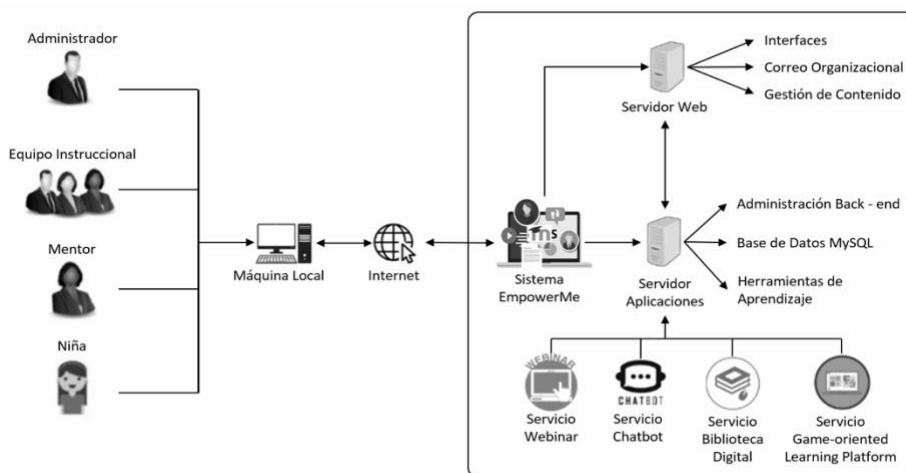 Administrador
Equipo Instruccional
Mentor
Niña
Máquina Local
Internet
Sistema
EmpowerMe
ms
Servidor Web
Interfaces
Correo Organizacional
Gestión de Contenido
Servidor
Aplicaciones
Administración Back - end
Base de Datos MySQL
Herramientas de
Aprendizaje
WEBINAR
Servicio
Webinar
CHATBOT
Servicio
Chatbot
Servicio
Biblioteca
Digital
Servicio
Game-oriented
Learning Platform